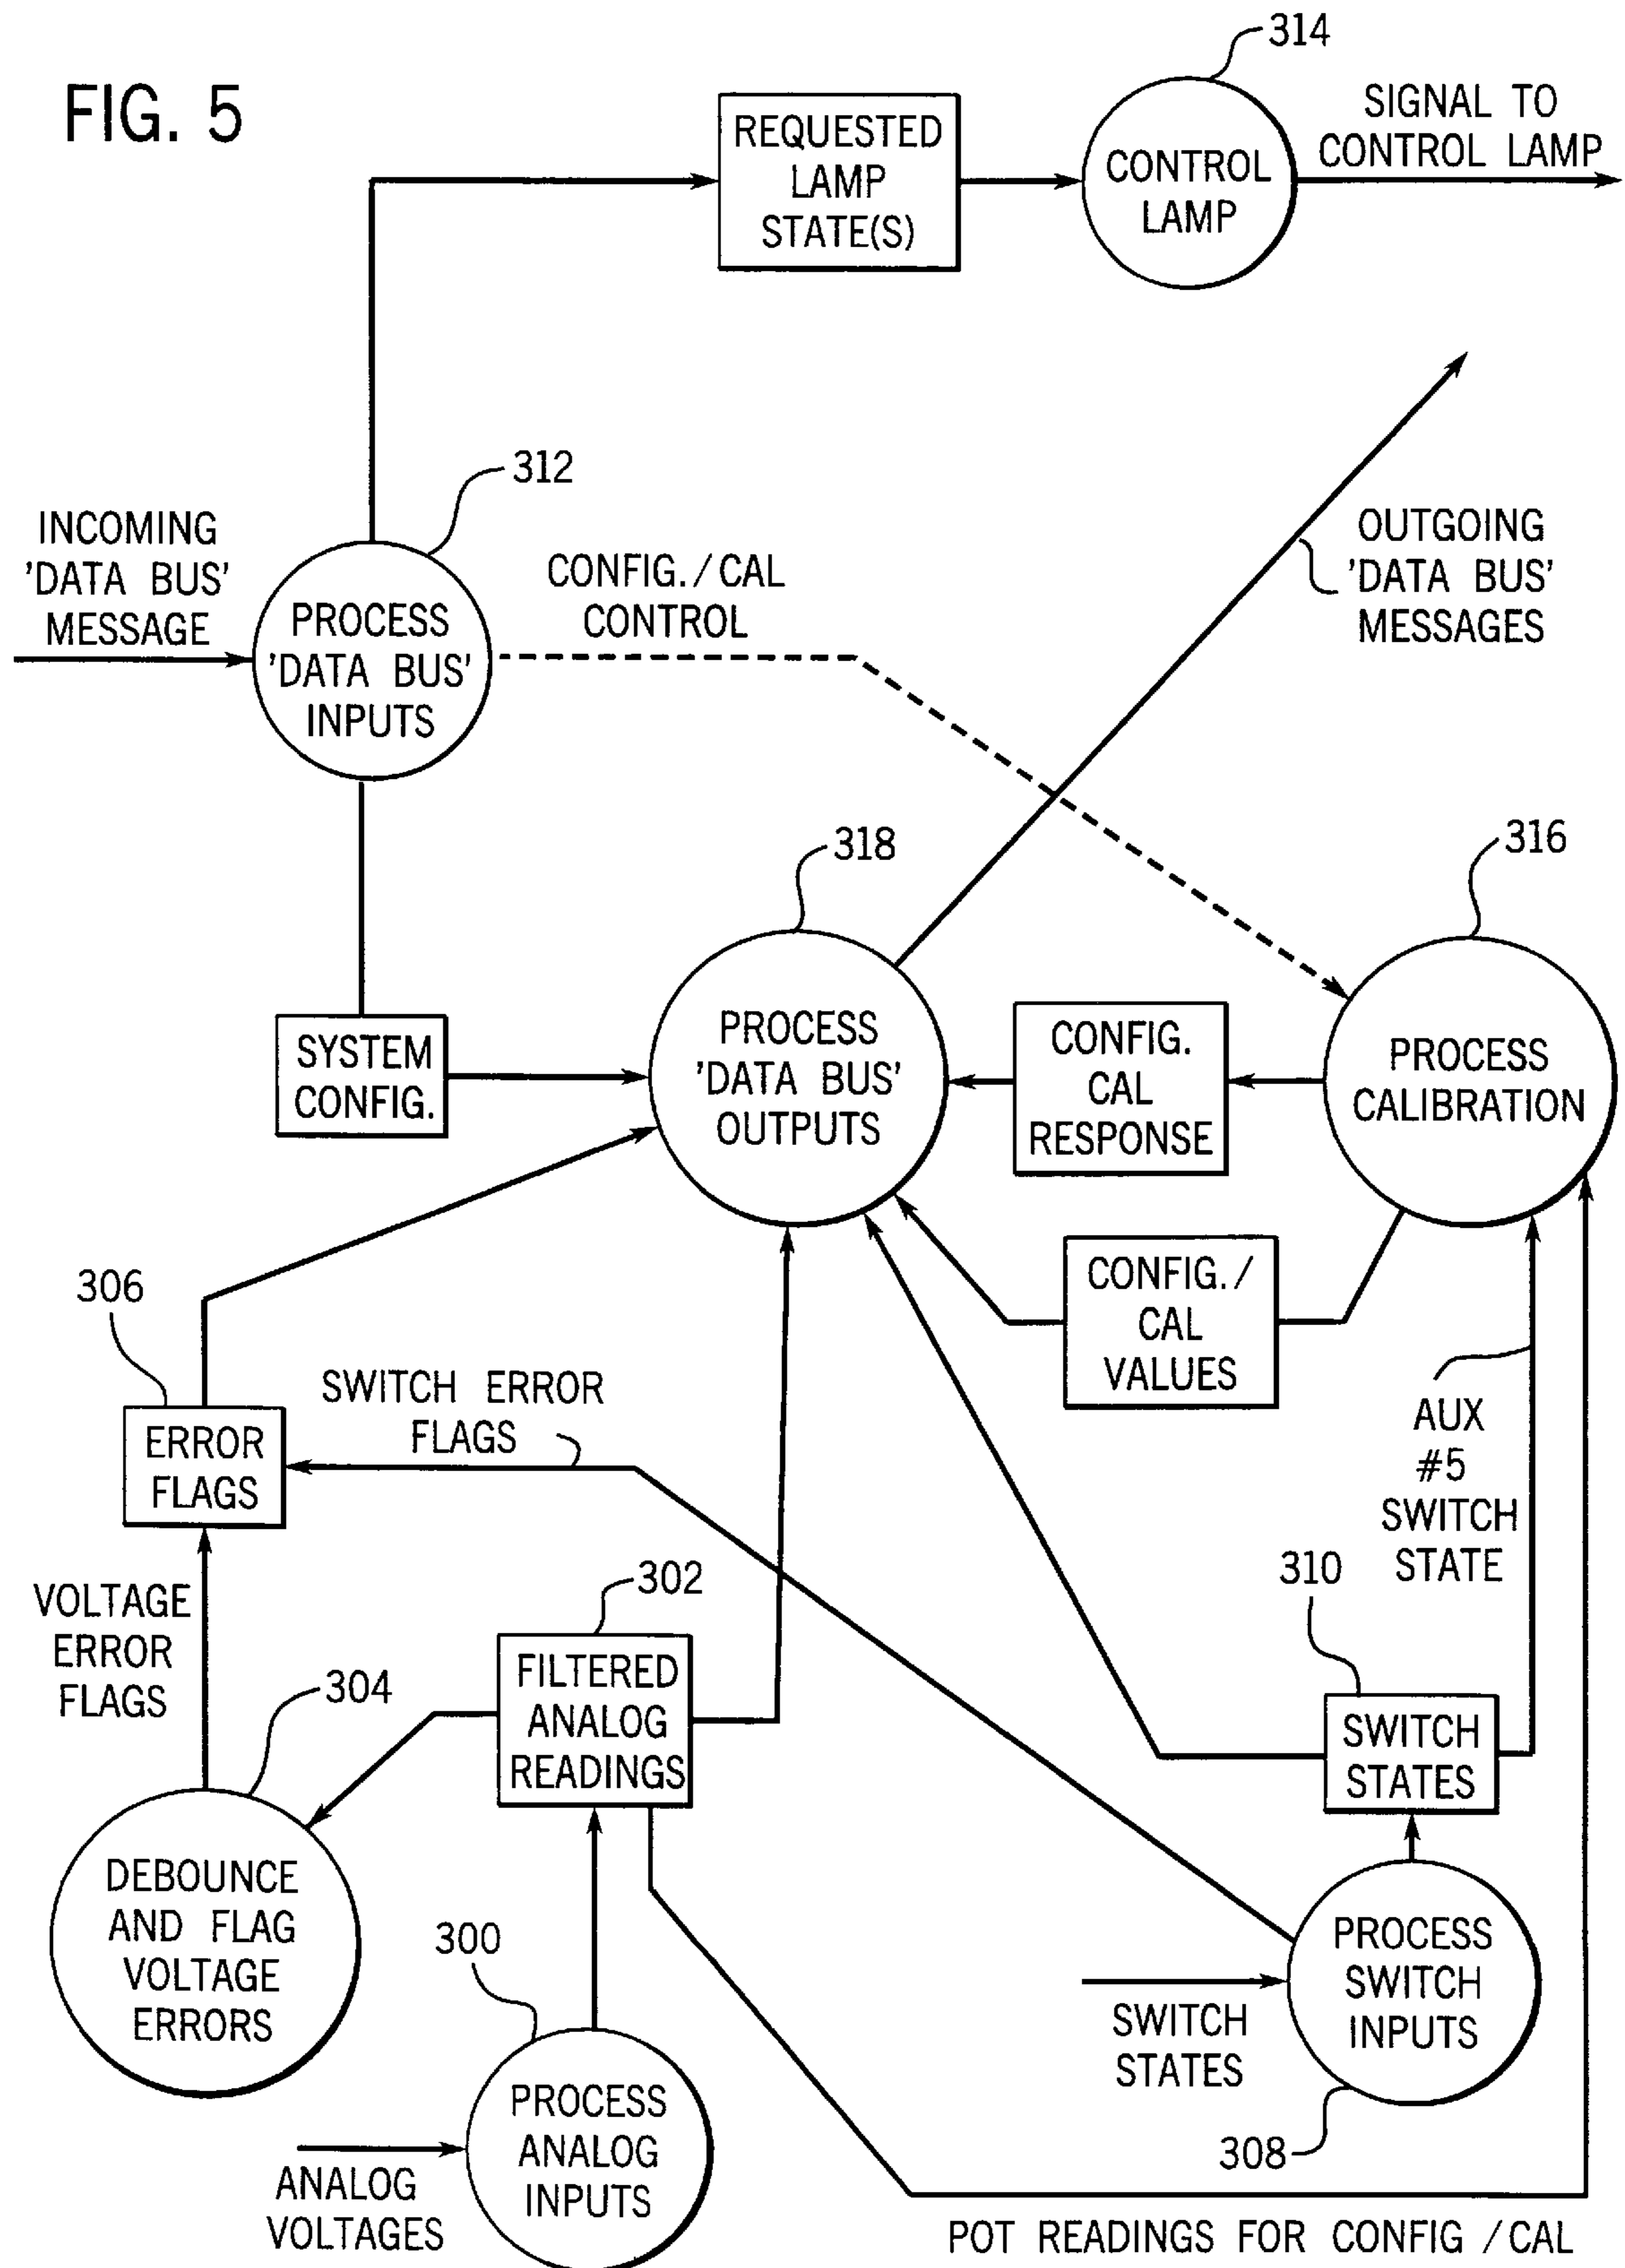 FIG. 5
314
REQUESTED
LAMP
STATE(S)
CONTROL
LAMP
SIGNAL TO
CONTROL LAMP
312
INCOMING
'DATA BUS'
MESSAGE
PROCESS
'DATA BUS'
INPUTS
CONFIG./CAL
CONTROL
OUTGOING
'DATA BUS'
MESSAGES
318
316
SYSTEM
CONFIG.
PROCESS
'DATA BUS'
OUTPUTS
CONFIG.
CAL
RESPONSE
PROCESS
CALIBRATION
306
CONFIG./
CAL
VALUES
SWITCH ERROR
FLAGS
ERROR
FLAGS
AUX
#5
SWITCH
STATE
302
310
VOLTAGE
ERROR
FLAGS
304
FILTERED
ANALOG
READINGS
SWITCH
STATES
DEBOUNCE
AND FLAG
VOLTAGE
ERRORS
300
PROCESS
SWITCH
INPUTS
SWITCH
STATES
308
PROCESS
ANALOG
INPUTS
ANALOG
VOLTAGES
POT READINGS FOR CONFIG /CAL